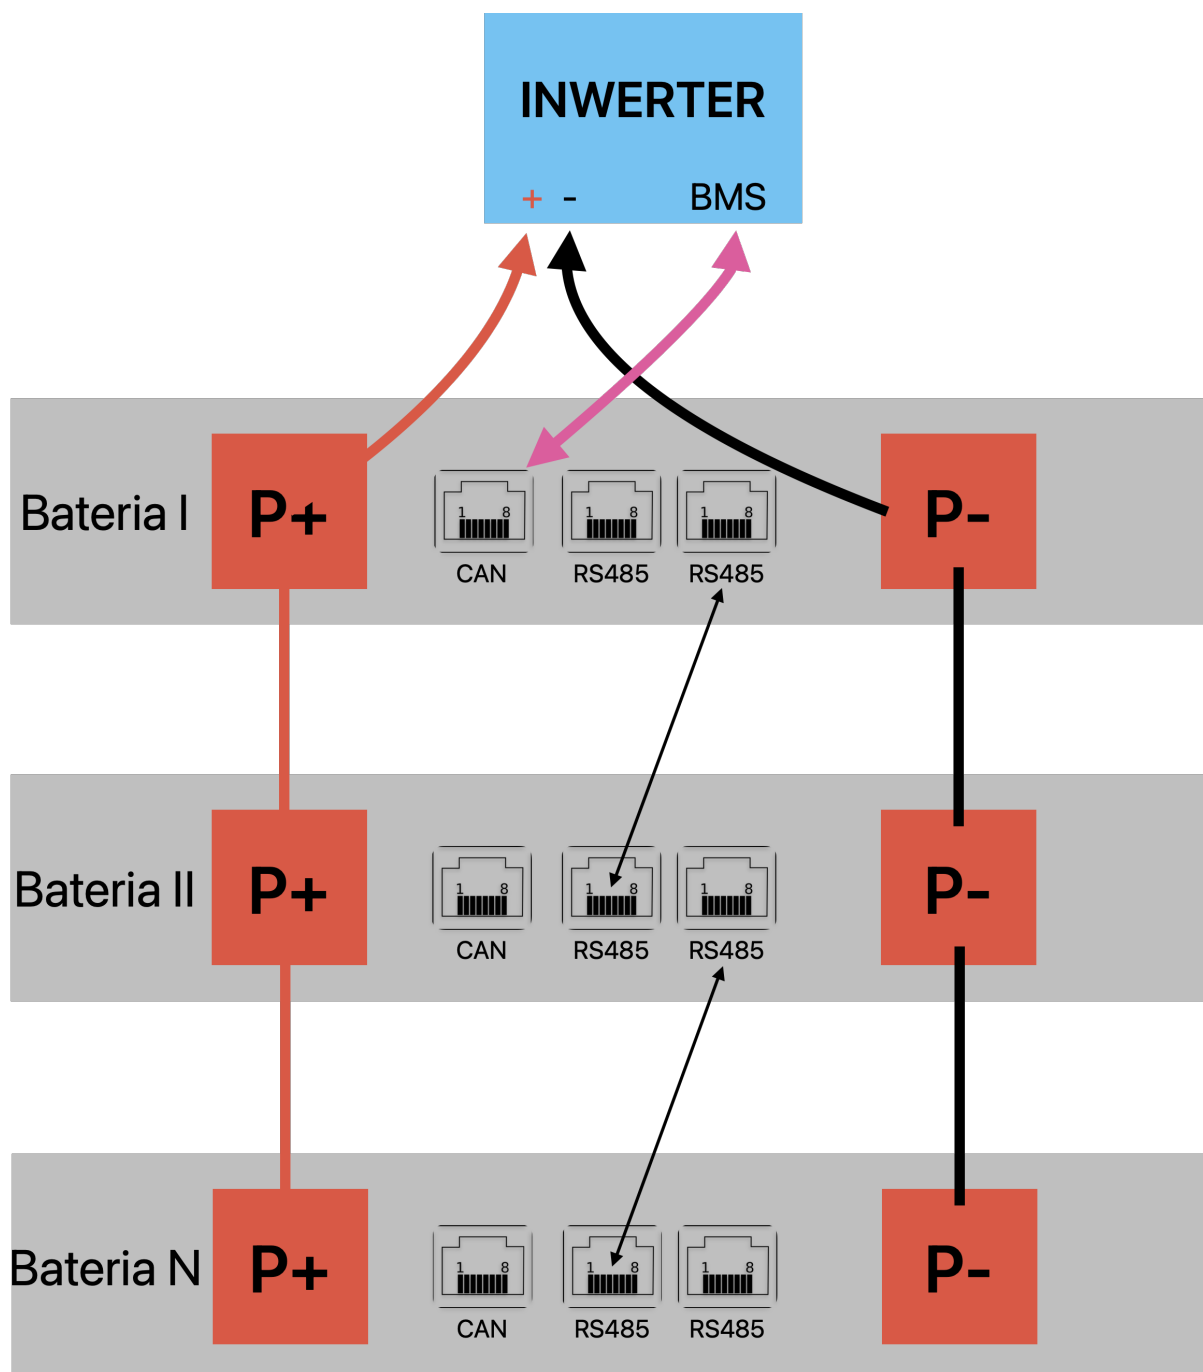 INWERTER
+ - BMS
Bateria I P+ P-
1 8 1 8 1 8
CAN RS485 RS485
Bateria II P+ P-
1 8 1 8 1 8
CAN RS485 RS485
Bateria N P+ P-
1 8 1 8 1 8
CAN RS485 RS485